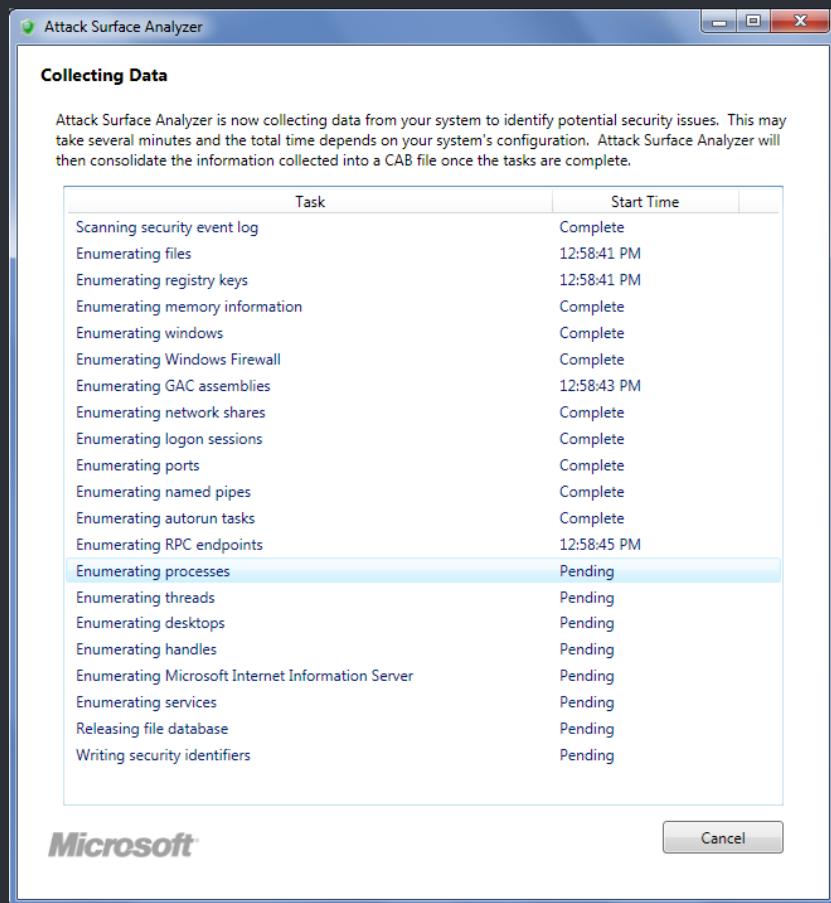 Attack Surface Analyzer
Collecting Data
Attack Surface Analyzer is now collecting data from your system to identify potential security issues. This may
take several minutes and the total time depends on your system's configuration. Attack Surface Analyzer will
then consolidate the information collected into a CAB file once the tasks are complete.
Task Start Time
Scanning security event log Complete
Enumerating files 12:58:41 PM
Enumerating registry keys 12:58:41 PM
Enumerating memory information Complete
Enumerating windows Complete
Enumerating Windows Firewall Complete
Enumerating GAC assemblies 12:58:43 PM
Enumerating network shares Complete
Enumerating logon sessions Complete
Enumerating ports Complete
Enumerating named pipes Complete
Enumerating autorun tasks Complete
Enumerating RPC endpoints 12:58:45 PM
Enumerating processes Pending
Enumerating threads Pending
Enumerating desktops Pending
Enumerating handles Pending
Enumerating Microsoft Internet Information Server Pending
Enumerating services Pending
Releasing file database Pending
Writing security identifiers Pending
Microsoft Cancel